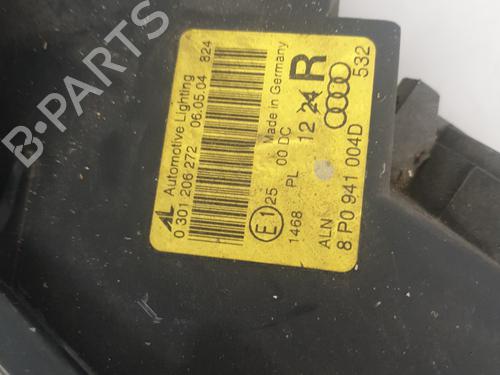 AL Automotive Lighting
0 301 206 272 06.05.04 824
Made in Germany
E1 25 00 DC
1468 PL 12 24 R
ALN 532
8 P0 941 004D
B-PARTS